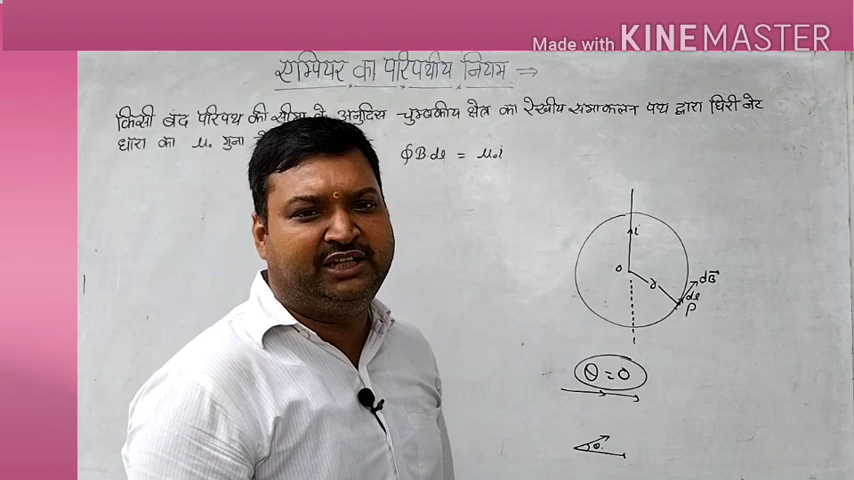 Made with KINEMASTER
एम्पियर का परिपथीय नियम ⇒
किसी बंद परिपथ की सीमा के अनुदिस चुम्बकीय क्षेत्र का रेखीय समाकलन पथ द्वारा घिरी नेट
धारा का μ₀ गुना
∮B dl = μ₀i
i
o
r
dB⃗
dl
P
θ = 0
θ